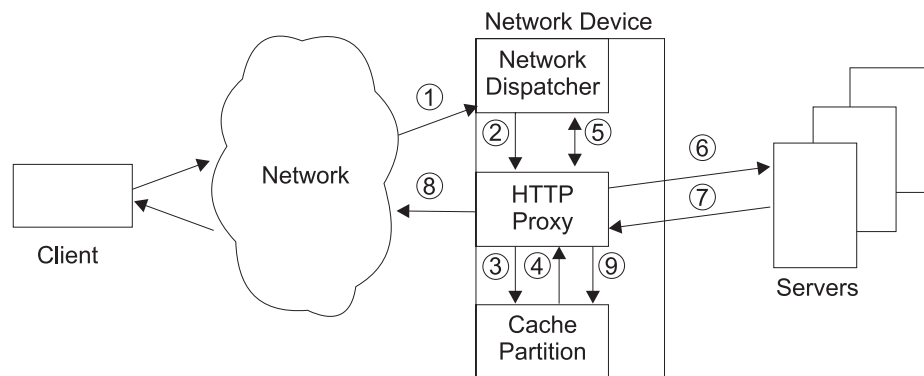 Network Device
Network
Dispatcher
①
②
⑤
⑥
Network
HTTP
Proxy
⑧
⑦
Client
③
④
⑨
Servers
Cache
Partition